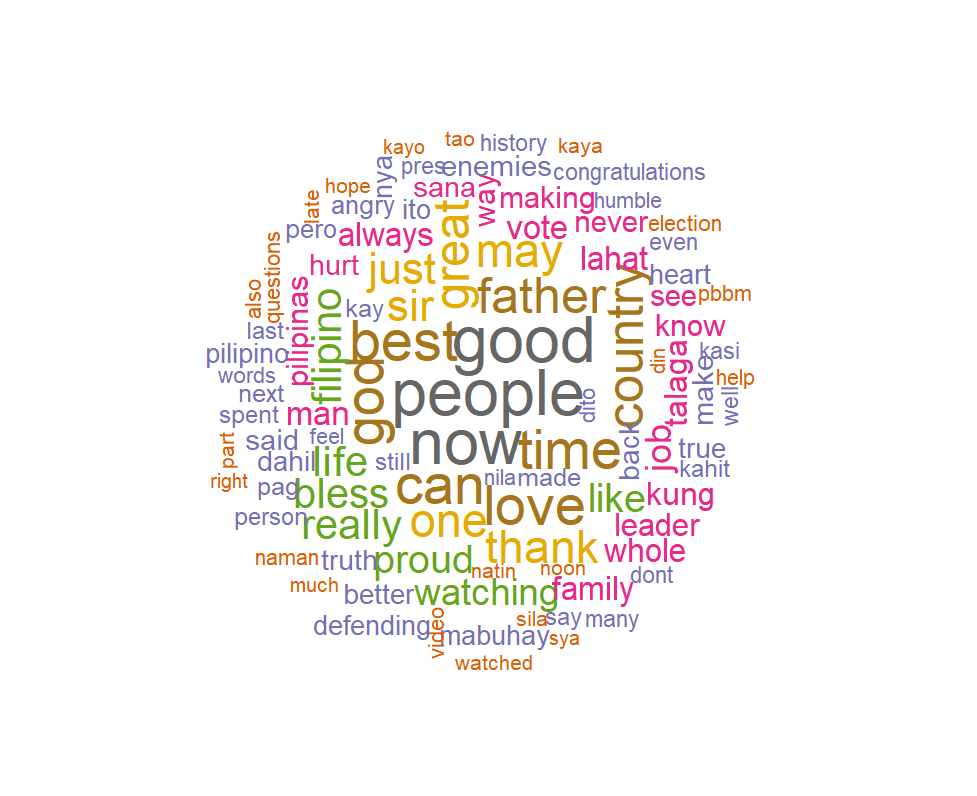 tao
history
kaya
kayo
pres
enemies
congratulations
nya
hope
sana
way
making
humble
late
angry
ito
great
vote
never
election
pero
always
may
even
questions
hurt
just
lahat
country
heart
also
pilipinas
filipino
kay
sir
father
see
pbbm
last
best
good
know
pilipino
talaga
kasi
words
god
people
dito
din
make
help
next
well
spent
man
now
time
back
job
true
said
feel
part
dahil
life
still
kahit
right
pag
bless
can
nila
made
love
like
kung
person
really
one
leader
naman
truth
proud
thank
whole
natin
noon
dont
much
better
watching
family
defending
video
mabuhay
sila
say
many
sya
watched